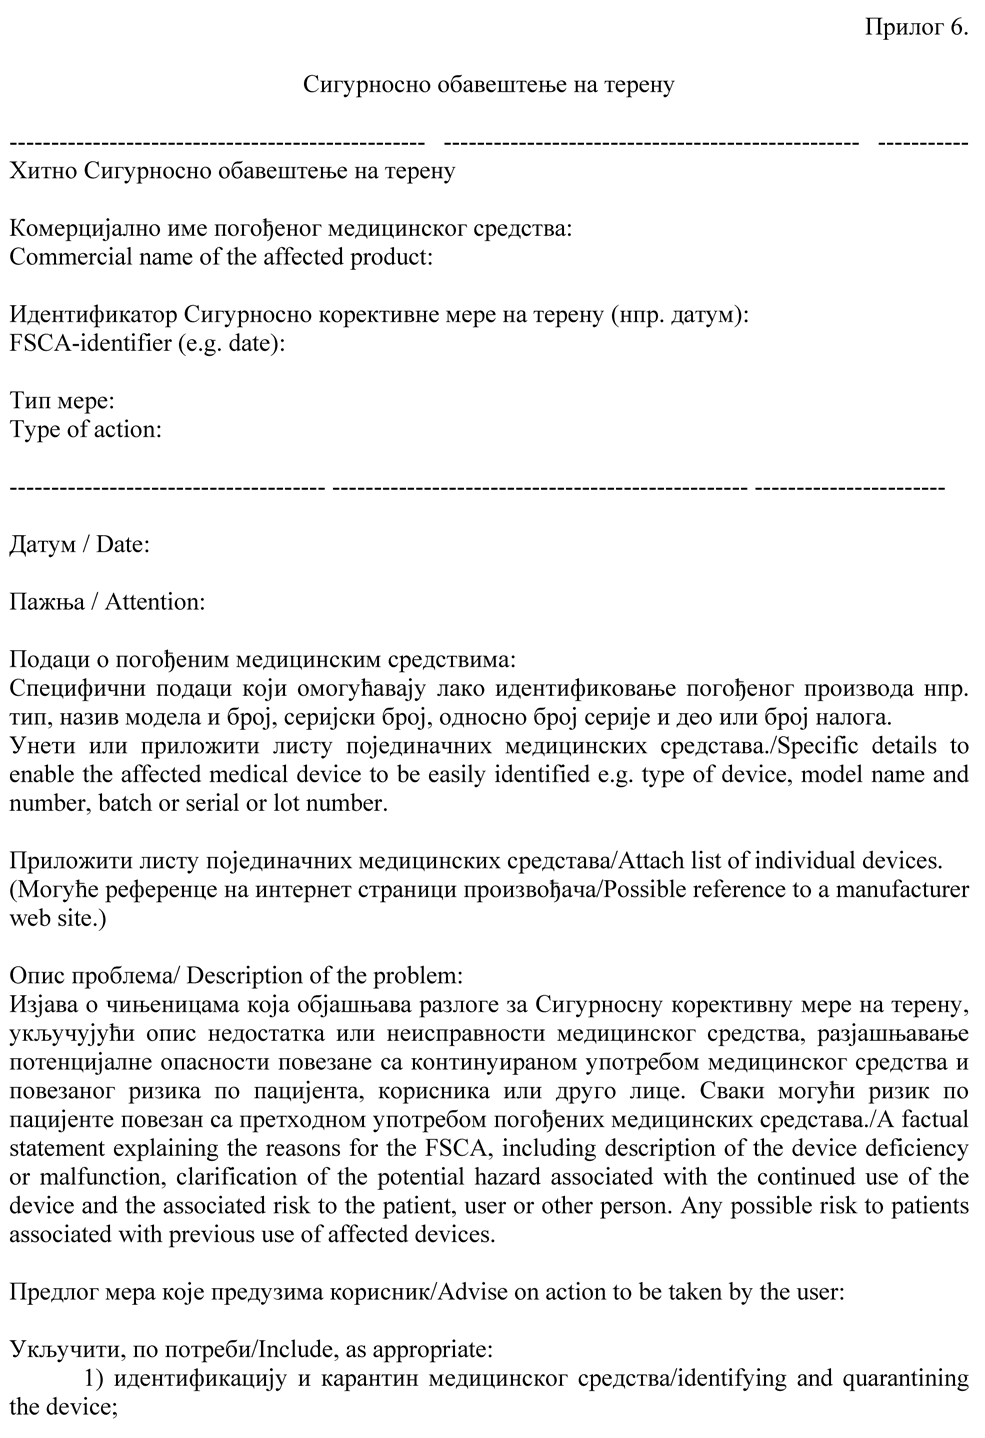 Прилог 6.
Сигурносно обавештење на терену
-------------------------------------------------- -------------------------------------------------- -----------
Хитно Сигурносно обавештење на терену
Комерцијално име погођеног медицинског средства:
Commercial name of the affected product:
Идентификатор Сигурносно корективне мере на терену (нпр. датум):
FSCA-identifier (e.g. date):
Тип мере:
Type of action:
-------------------------------------- -------------------------------------------------- -----------------------
Датум / Date:
Пажња / Attention:
Подаци о погођеним медицинским средствима:
Специфични подаци који омогућавају лако идентификовање погођеног производа нпр.
тип, назив модела и број, серијски број, односно број серије и део или број налога.
Унети или приложити листу појединачних медицинских средстава./Specific details to
enable the affected medical device to be easily identified e.g. type of device, model name and
number, batch or serial or lot number.
Приложити листу појединачних медицинских средстава/Attach list of individual devices.
(Могуће референце на интернет страници произвођача/Possible reference to a manufacturer
web site.)
Опис проблема/ Description of the problem:
Изјава о чињеницама која објашњава разлоге за Сигурносну корективну мере на терену,
укључујући опис недостатка или неисправности медицинског средства, разјашњавање
потенцијалне опасности повезане са континуираном употребом медицинског средства и
повезаног ризика по пацијента, корисника или друго лице. Сваки могући ризик по
пацијенте повезан са претходном употребом погођених медицинских средстава./A factual
statement explaining the reasons for the FSCA, including description of the device deficiency
or malfunction, clarification of the potential hazard associated with the continued use of the
device and the associated risk to the patient, user or other person. Any possible risk to patients
associated with previous use of affected devices.
Предлог мера које предузима корисник/Advise on action to be taken by the user:
Укључити, по потреби/Include, as appropriate:
1) идентификацију и карантин медицинског средства/identifying and quarantining
the device;